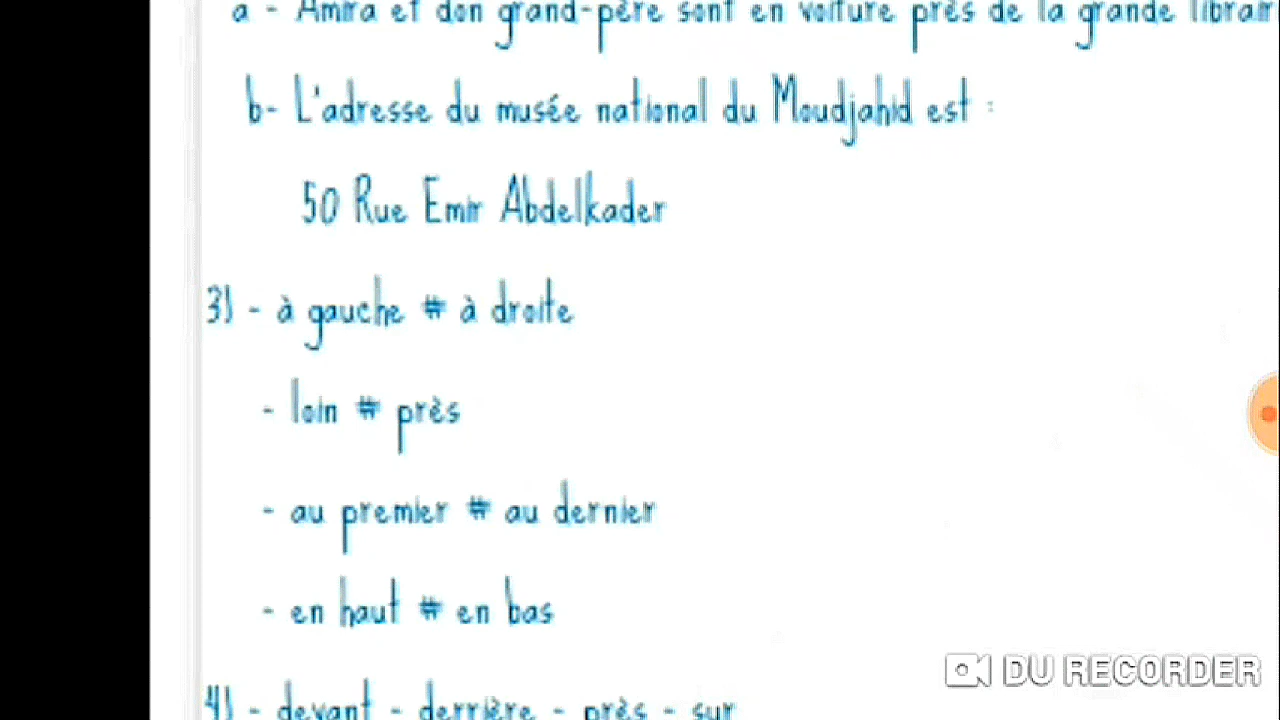 a - Amira et don grand-père sont en voiture près de la grande librair
b- L'adresse du musée national du Moudjahid est :
50 Rue Emir Abdelkader
3) - à gauche # à droite
- loin # près
- au premier # au dernier
- en haut # en bas
4) - devant - derrière - près - sur
DU RECORDER